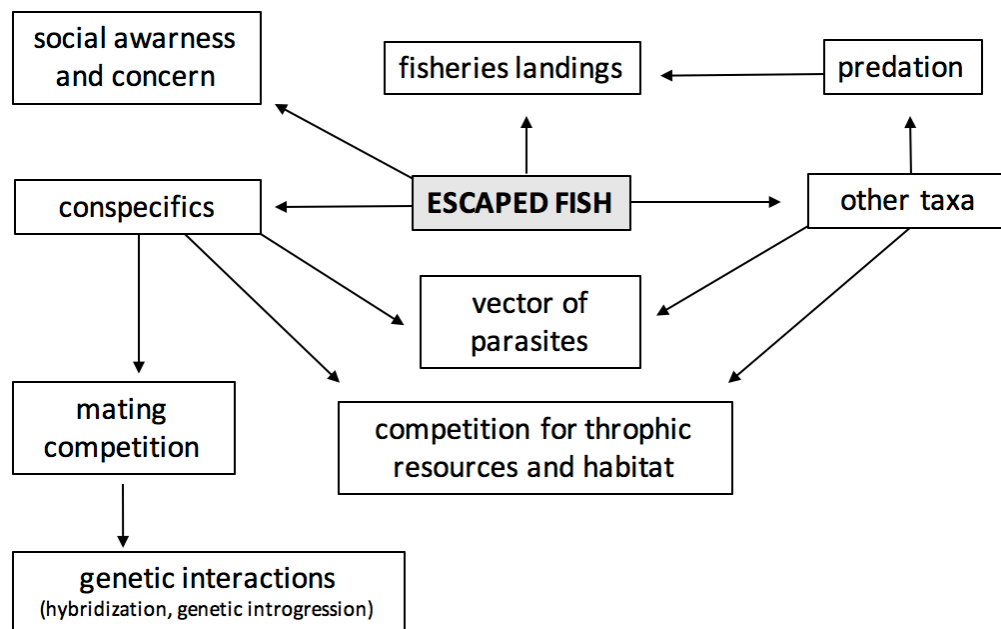 social awarness
and concern
fisheries landings
predation
conspecifics
ESCAPED FISH
other taxa
vector of
parasites
mating
competition
competition for throphic
resources and habitat
genetic interactions
(hybridization, genetic introgression)